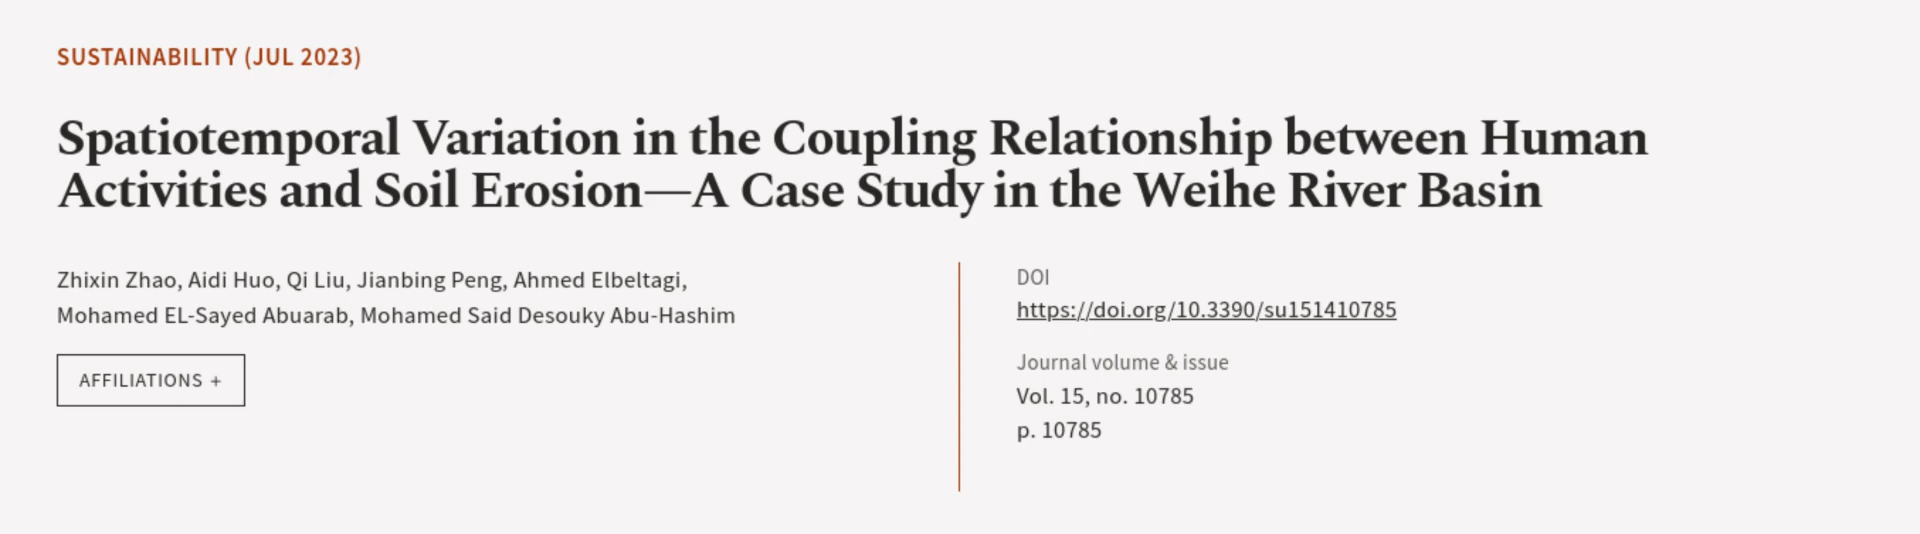 SUSTAINABILITY (JUL 2023)
Spatiotemporal Variation in the Coupling Relationship between Human
Activities and Soil Erosion—A Case Study in the Weihe River Basin
Zhixin Zhao, Aidi Huo, Qi Liu, Jianbing Peng, Ahmed Elbeltagi,
Mohamed EL-Sayed Abuarab, Mohamed Said Desouky Abu-Hashim
AFFILIATIONS +
DOI
https://doi.org/10.3390/su151410785
Journal volume & issue
Vol. 15, no. 10785
p. 10785